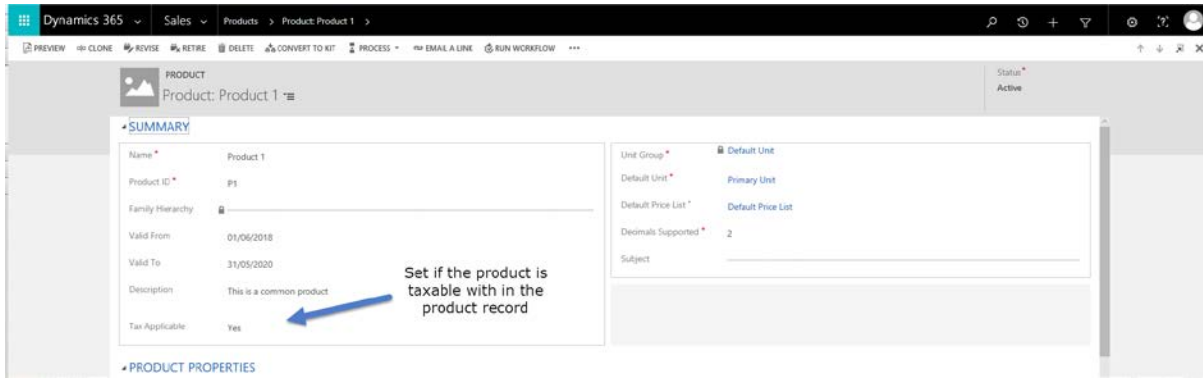 Dynamics 365 Sales Products > Product: Product 1 >
PREVIEW CLONE REVISE RETIRE DELETE CONVERT TO KIT PROCESS EMAIL A LINK RUN WORKFLOW ...
PRODUCT
Product: Product 1
Status*
Active
SUMMARY
Name* Product 1
Product ID* P1
Family Hierarchy
Valid From 01/06/2018
Valid To 31/05/2020
Description This is a common product
Tax Applicable Yes
Set if the product is
taxable with in the
product record
Unit Group* Default Unit
Default Unit* Primary Unit
Default Price List* Default Price List
Decimals Supported* 2
Subject
PRODUCT PROPERTIES